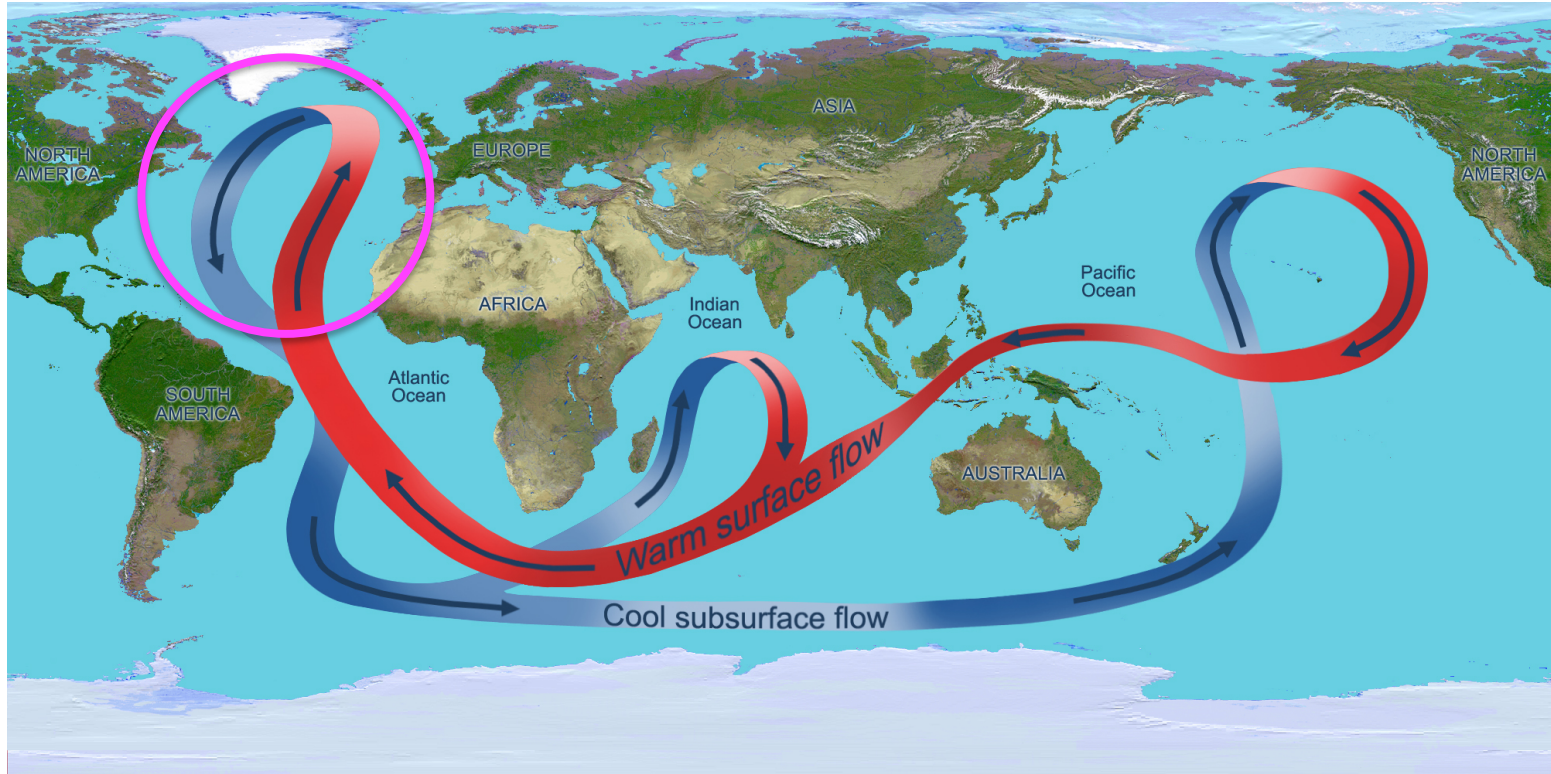 ASIA
NORTH
AMERICA
EUROPE
NORTH
AMERICA
Pacific
Ocean
AFRICA
Indian
Ocean
Atlantic
Ocean
SOUTH
AMERICA
AUSTRALIA
Warm surface flow
Cool subsurface flow